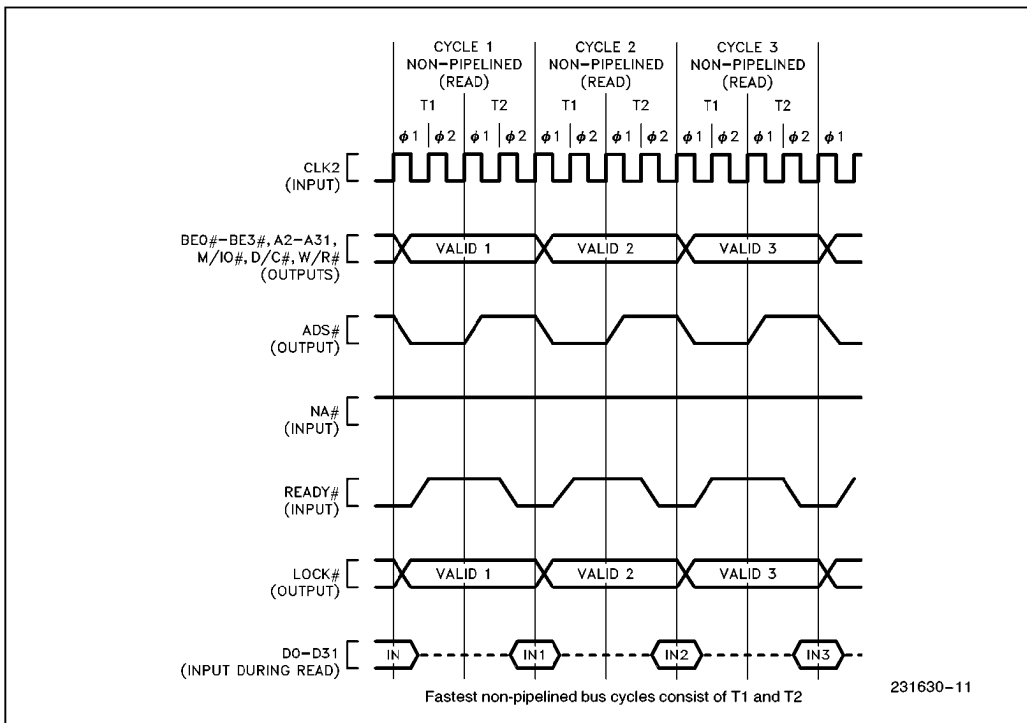 CYCLE 1 CYCLE 2 CYCLE 3
NON-PIPELINED NON-PIPELINED NON-PIPELINED
(READ) (READ) (READ)
T1 T2 T1 T2 T1 T2
φ1 φ2 φ1 φ2 φ1 φ2 φ1 φ2 φ1 φ2 φ1 φ2 φ1
CLK2
(INPUT)
BE0#-BE3#, A2-A31,
M/IO#, D/C#, W/R#
(OUTPUTS)
VALID 1 VALID 2 VALID 3
ADS#
(OUTPUT)
NA#
(INPUT)
READY#
(INPUT)
LOCK#
(OUTPUT)
VALID 1 VALID 2 VALID 3
D0-D31
(INPUT DURING READ)
IN IN1 IN2 IN3
Fastest non-pipelined bus cycles consist of T1 and T2
231630-11